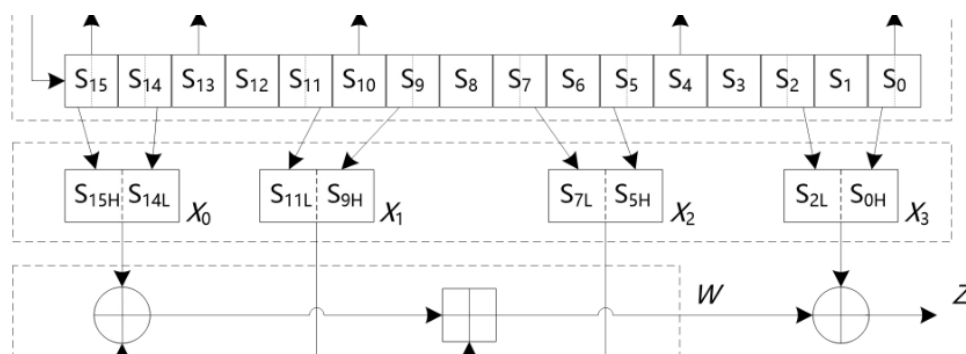 S₁₅ S₁₄ S₁₃ S₁₂ S₁₁ S₁₀ S₉ S₈ S₇ S₆ S₅ S₄ S₃ S₂ S₁ S₀
S₁₅H S₁₄L X₀ S₁₁L S₉H X₁ S₇L S₅H X₂ S₂L S₀H X₃
W Z